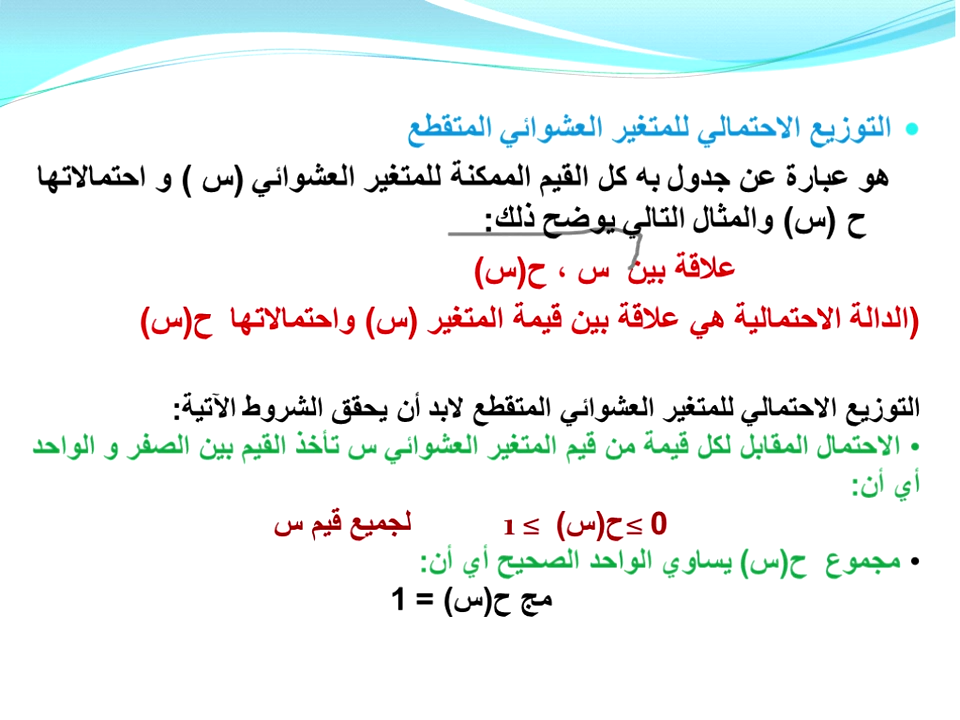 • التوزيع الاحتمالي للمتغير العشوائي المتقطع
هو عبارة عن جدول به كل القيم الممكنة للمتغير العشوائي (س ) و احتمالاتها
ح (س) والمثال التالي يوضح ذلك:
علاقة بين س ، ح(س)
(الدالة الاحتمالية هي علاقة بين قيمة المتغير (س) واحتمالاتها ح(س)
التوزيع الاحتمالي للمتغير العشوائي المتقطع لابد أن يحقق الشروط الآتية:
• الاحتمال المقابل لكل قيمة من قيم المتغير العشوائي س تأخذ القيم بين الصفر و الواحد
أي أن:
0 ≥ ح(س) ≥ 1 لجميع قيم س
• مجموع ح(س) يساوي الواحد الصحيح أي أن:
مج ح(س) = 1